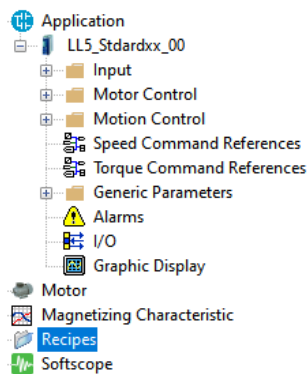 Application
LL5_Stdardxx_00
Input
Motor Control
Motion Control
Speed Command References
Torque Command References
Generic Parameters
Alarms
I/O
Graphic Display
Motor
Magnetizing Characteristic
Recipes
Softscope